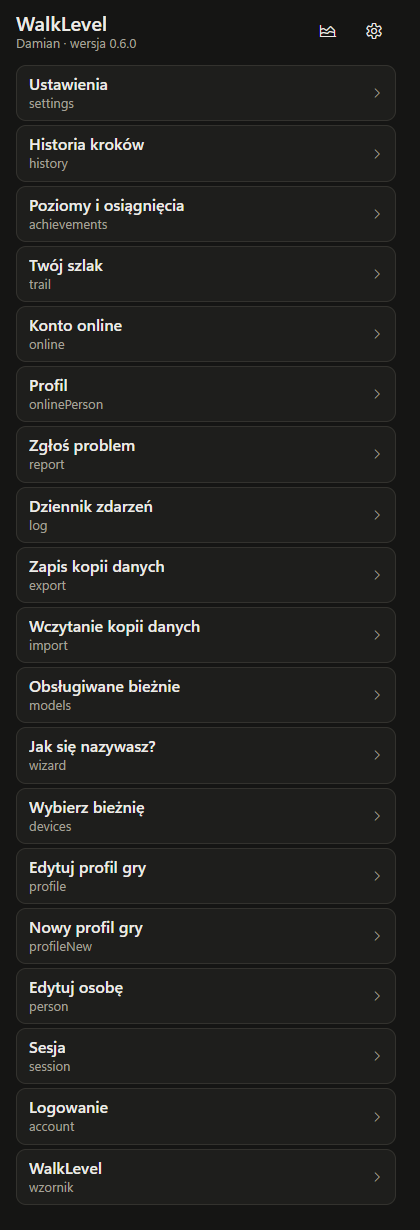 WalkLevel
Damian · wersja 0.6.0
Ustawienia
settings
Historia kroków
history
Poziomy i osiągnięcia
achievements
Twój szlak
trail
Konto online
online
Profil
onlinePerson
Zgłoś problem
report
Dziennik zdarzeń
log
Zapis kopii danych
export
Wczytanie kopii danych
import
Obsługiwane bieżnie
models
Jak się nazywasz?
wizard
Wybierz bieżnię
devices
Edytuj profil gry
profile
Nowy profil gry
profileNew
Edytuj osobę
person
Sesja
session
Logowanie
account
WalkLevel
wzornik